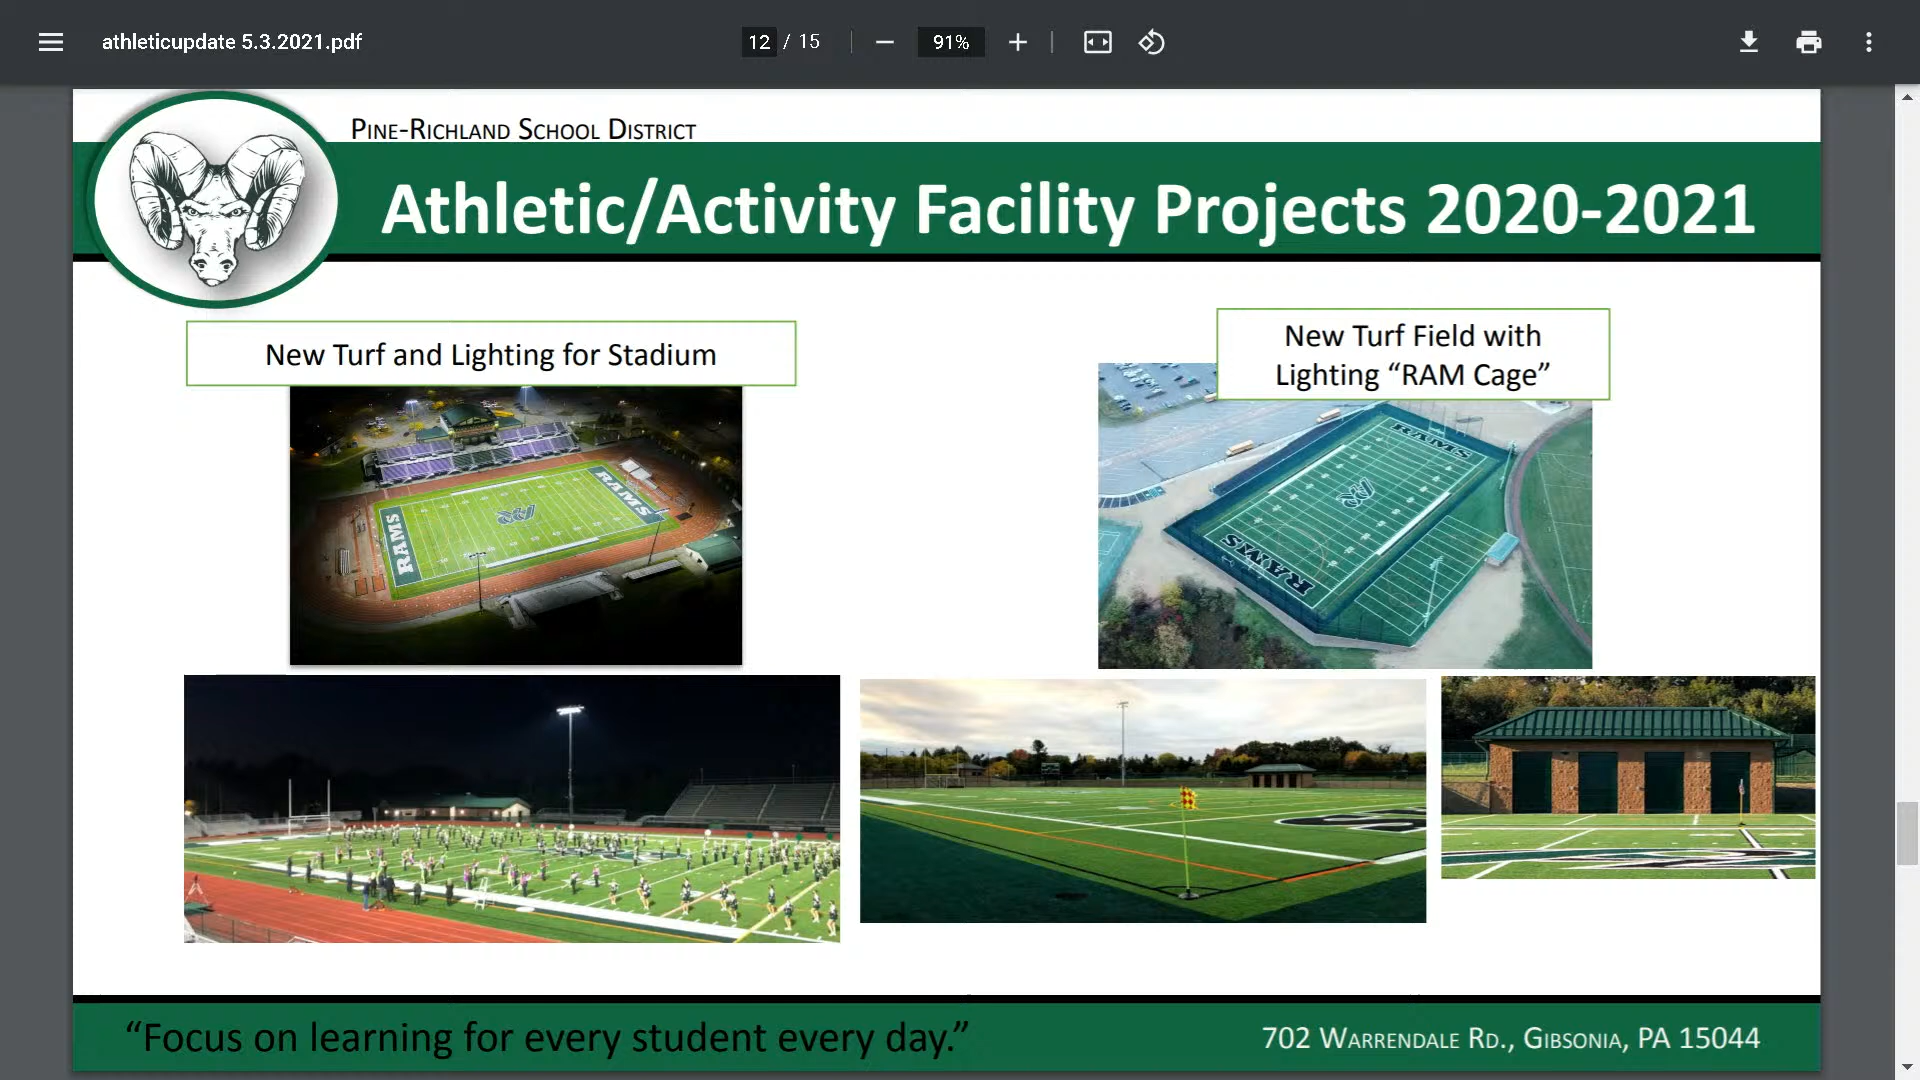 athleticupdate 5.3.2021.pdf
12 / 15
91%
PINE-RICHLAND SCHOOL DISTRICT
Athletic/Activity Facility Projects 2020-2021
New Turf and Lighting for Stadium
New Turf Field with
Lighting “RAM Cage”
RAMS
RAMS
RAMS
RAMS
“Focus on learning for every student every day.”
702 WARRENDALE RD., GIBSONIA, PA 15044